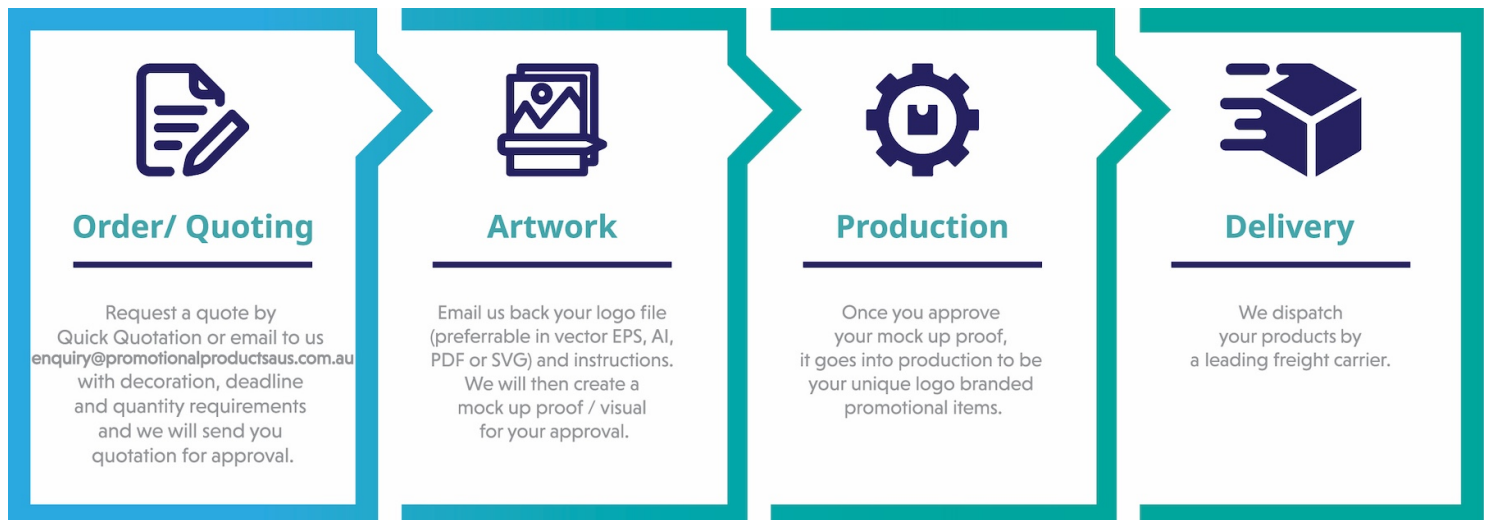 Order/ Quoting
Request a quote by
Quick Quotation or email to us
enquiry@promotionalproductsaus.com.au
with decoration, deadline
and quantity requirements
and we will send you
quotation for approval.
Artwork
Email us back your logo file
(preferrable in vector EPS, AI,
PDF or SVG) and instructions.
We will then create a
mock up proof / visual
for your approval.
Production
Once you approve
your mock up proof,
it goes into production to be
your unique logo branded
promotional items.
Delivery
We dispatch
your products by
a leading freight carrier.